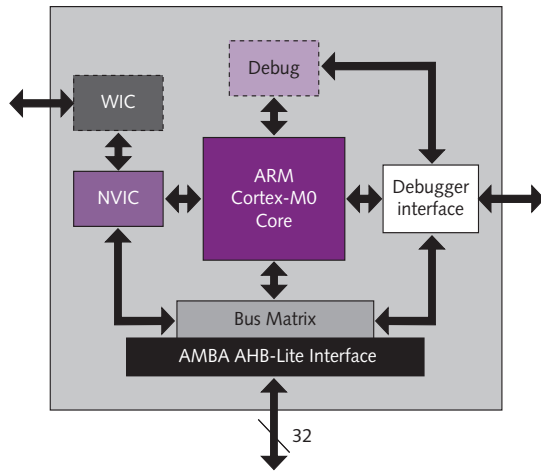 Debug
WIC
NVIC
ARM
Cortex-M0
Core
Debugger
interface
Bus Matrix
AMBA AHB-Lite Interface
32